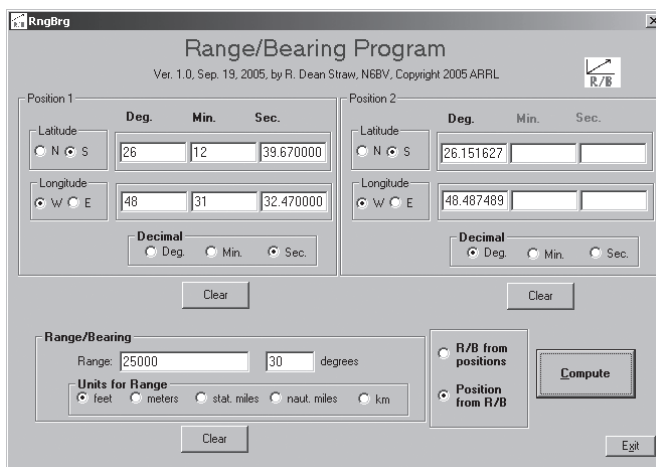 RngBrg
Range/Bearing Program
Ver. 1.0, Sep. 19, 2005, by R. Dean Straw, N6BV, Copyright 2005 ARRL
R/B
Position 1
Deg. Min. Sec.
Latitude
N S
26 12 39.670000
Longitude
W E
48 31 32.470000
Decimal
Deg. Min. Sec.
Clear
Position 2
Deg. Min. Sec.
Latitude
N S
26.151627
Longitude
W E
48.487489
Decimal
Deg. Min. Sec.
Clear
Range/Bearing
Range: 25000 30 degrees
Units for Range
feet meters stat. miles naut. miles km
Clear
R/B from
positions
Position
from R/B
Compute
Exit